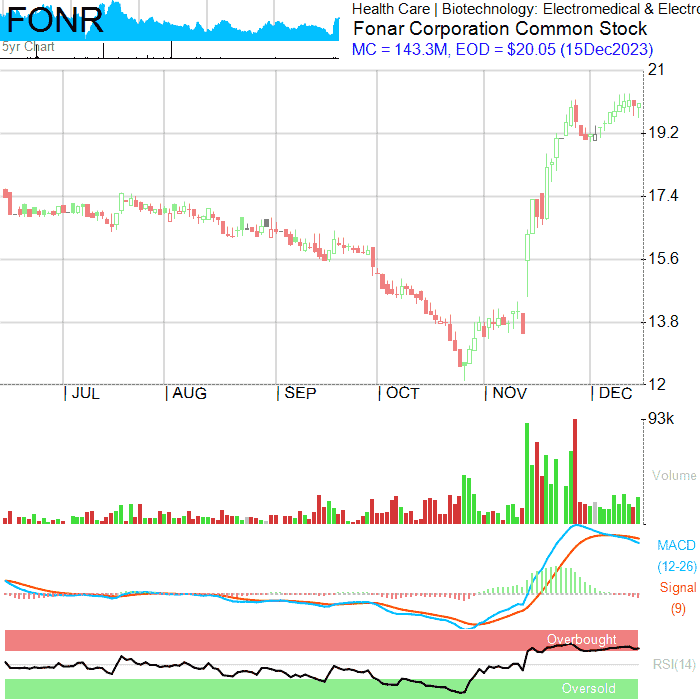 FONR
Health Care | Biotechnology: Electromedical & Electro
Fonar Corporation Common Stock
5yr Chart
MC = 143.3M, EOD = $20.05 (15Dec2023)
21
19.2
17.4
15.6
13.8
12
| JUL | AUG | SEP | OCT | NOV | DEC
93k
Volume
MACD
(12-26)
Signal
(9)
Overbought
RSI(14)
Oversold